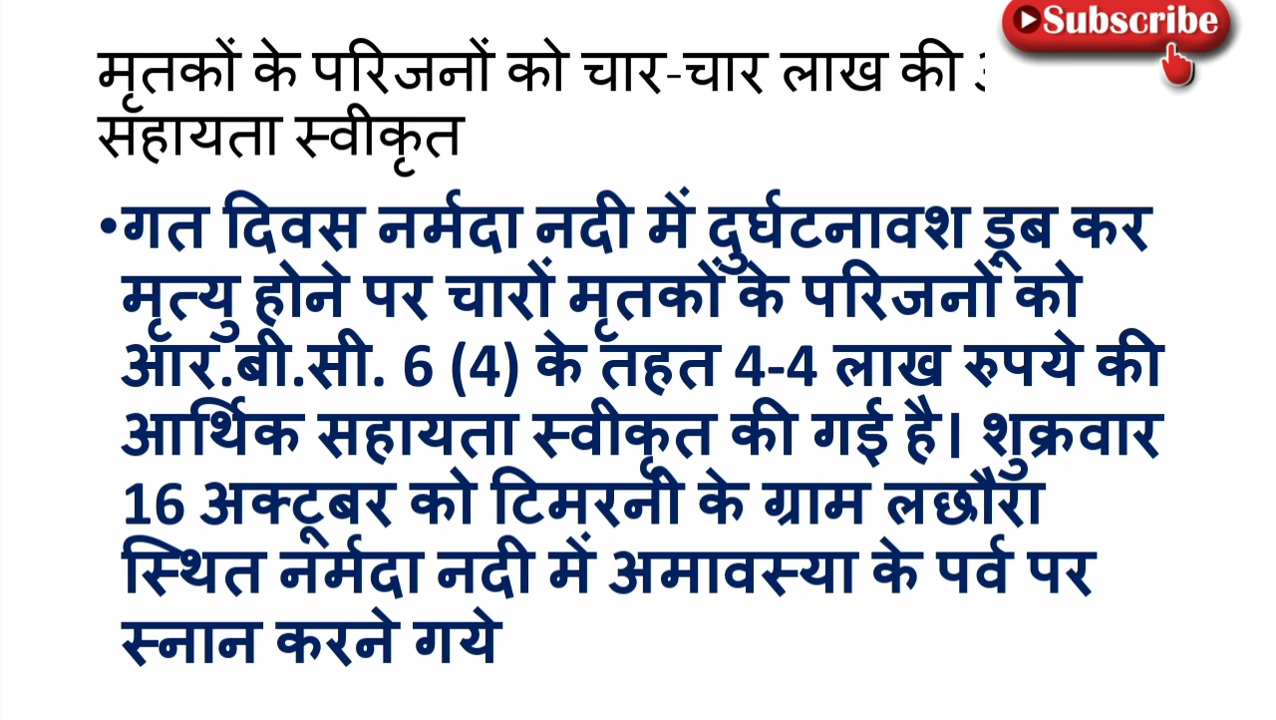 Subscribe
मृतकों के परिजनों को चार-चार लाख की
सहायता स्वीकृत
•गत दिवस नर्मदा नदी में दुर्घटनावश डूब कर
मृत्यु होने पर चारों मृतकों के परिजनों को
आर.बी.सी. 6 (4) के तहत 4-4 लाख रुपये की
आर्थिक सहायता स्वीकृत की गई है। शुक्रवार
16 अक्टूबर को टिमरनी के ग्राम लछौरा
स्थित नर्मदा नदी में अमावस्या के पर्व पर
स्नान करने गये